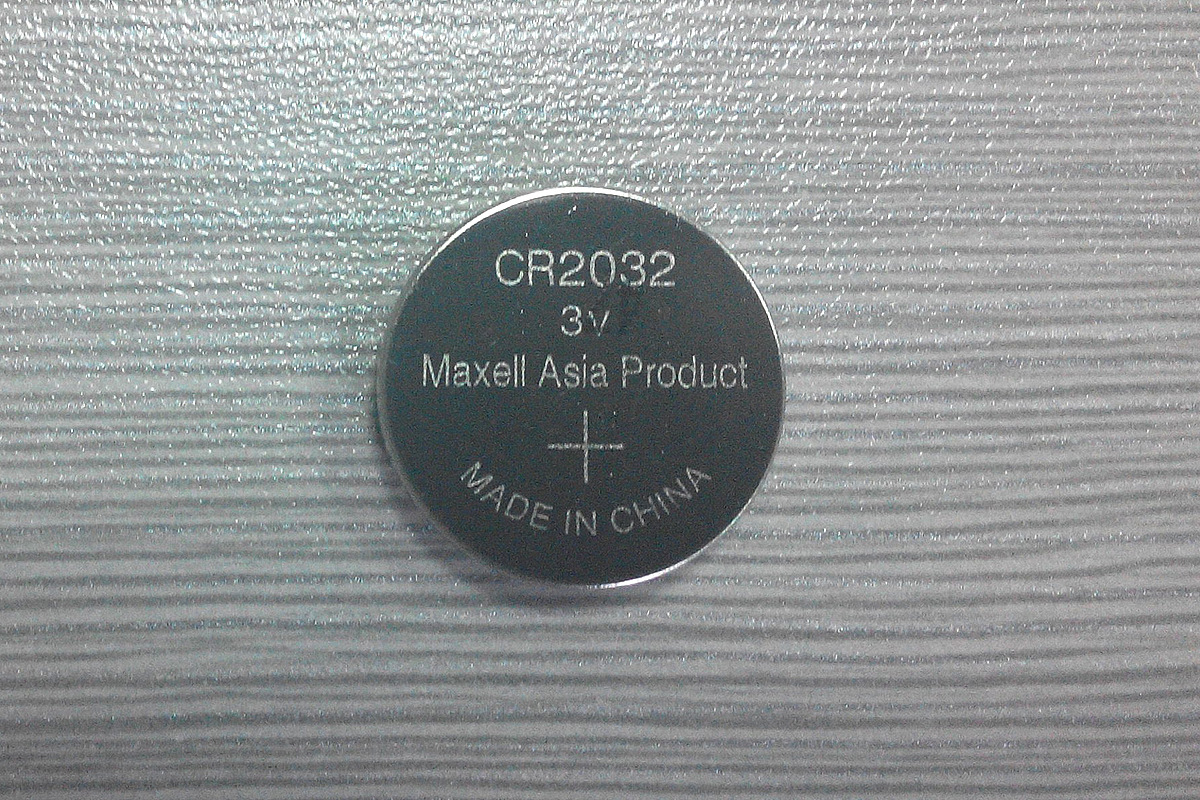 CR2032
3V
Maxell Asia Product
+
MADE IN CHINA